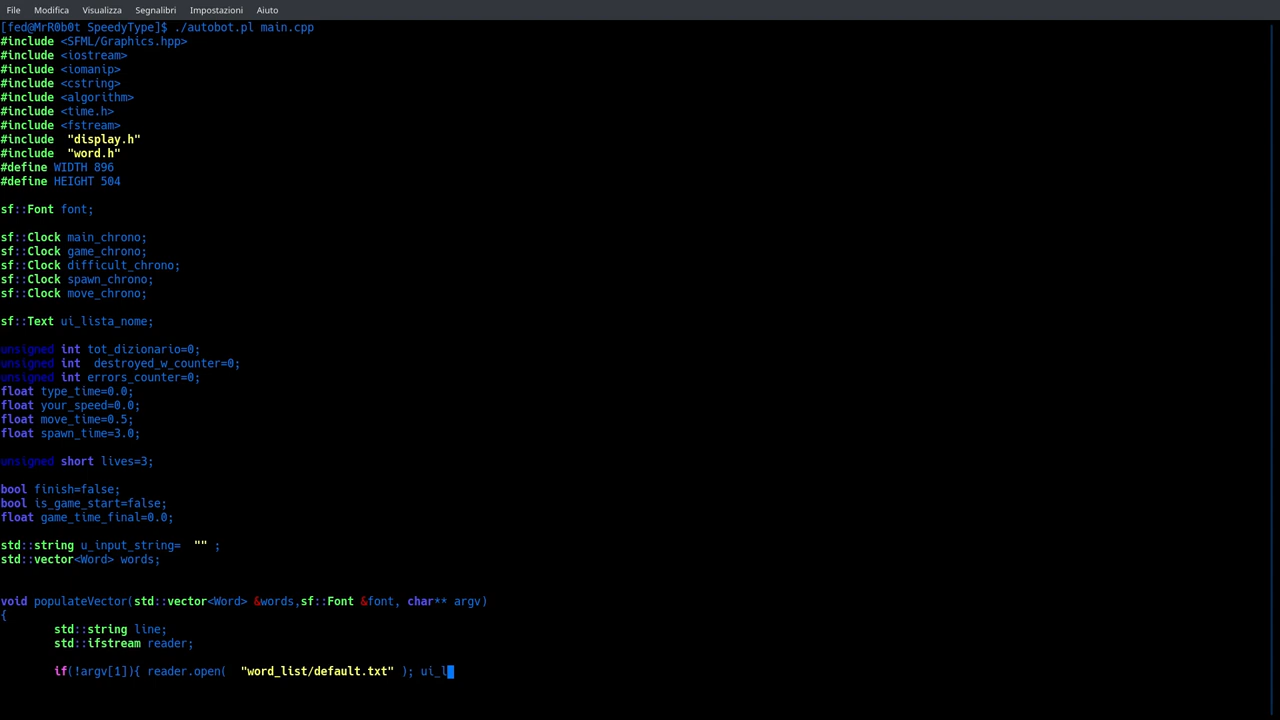 File Modifica Visualizza Segnalibri Impostazioni Aiuto
[fed@MrR0b0t SpeedyType]$ ./autobot.pl main.cpp
#include <SFML/Graphics.hpp>
#include <iostream>
#include <iomanip>
#include <cstring>
#include <algorithm>
#include <time.h>
#include <fstream>
#include  "display.h"
#include  "word.h"
#define WIDTH 896
#define HEIGHT 504

sf::Font font;

sf::Clock main_chrono;
sf::Clock game_chrono;
sf::Clock difficult_chrono;
sf::Clock spawn_chrono;
sf::Clock move_chrono;

sf::Text ui_lista_nome;

unsigned int tot_dizionario=0;
unsigned int  destroyed_w_counter=0;
unsigned int errors_counter=0;
float type_time=0.0;
float your_speed=0.0;
float move_time=0.5;
float spawn_time=3.0;

unsigned short lives=3;

bool finish=false;
bool is_game_start=false;
float game_time_final=0.0;

std::string u_input_string=  "" ;
std::vector<Word> words;

void populateVector(std::vector<Word> &words,sf::Font &font, char** argv)
{
        std::string line;
        std::ifstream reader;

        if(!argv[1]){ reader.open(  "word_list/default.txt" ); ui_l